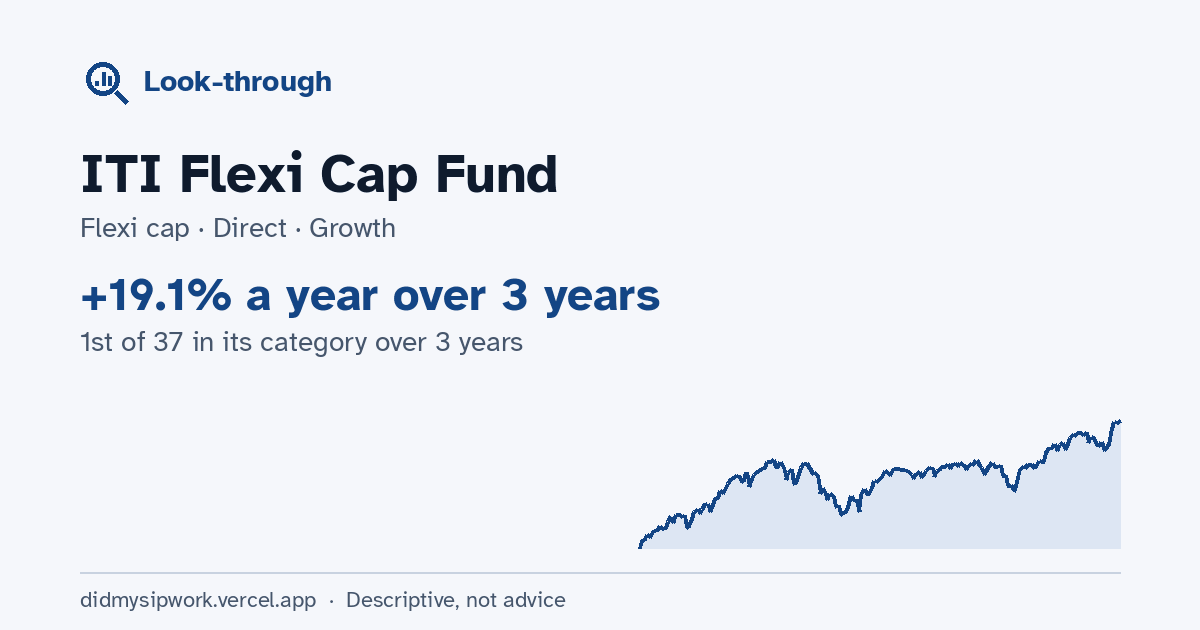 Look-through
ITI Flexi Cap Fund
Flexi cap · Direct · Growth
+19.1% a year over 3 years
1st of 37 in its category over 3 years
didmysipwork.vercel.app · Descriptive, not advice